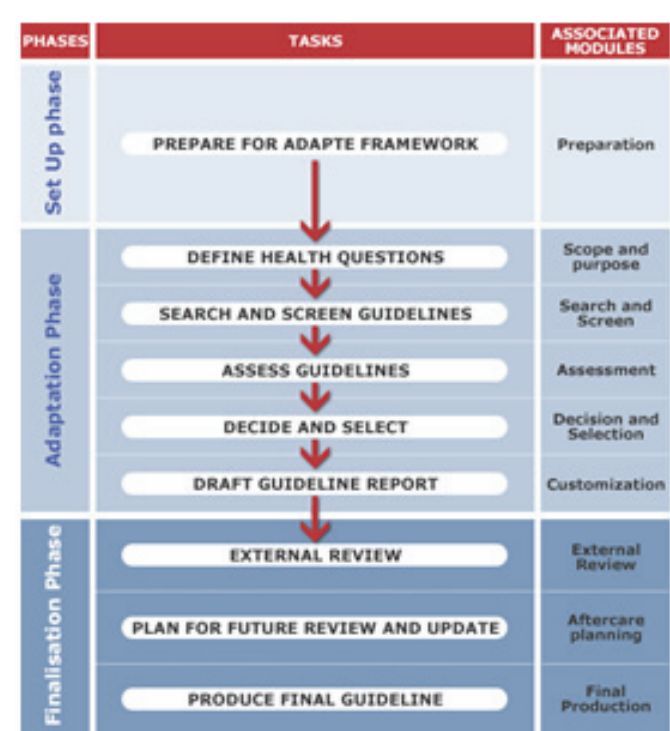 PHASES
TASKS
ASSOCIATED
MODULES
Set Up phase
PREPARE FOR ADAPTE FRAMEWORK
Preparation
Adaptation Phase
DEFINE HEALTH QUESTIONS
Scope and
purpose
SEARCH AND SCREEN GUIDELINES
Search and
Screen
ASSESS GUIDELINES
Assessment
DECIDE AND SELECT
Decision and
Selection
DRAFT GUIDELINE REPORT
Customization
Finalisation Phase
EXTERNAL REVIEW
External
Review
PLAN FOR FUTURE REVIEW AND UPDATE
Aftercare
planning
PRODUCE FINAL GUIDELINE
Final
Production